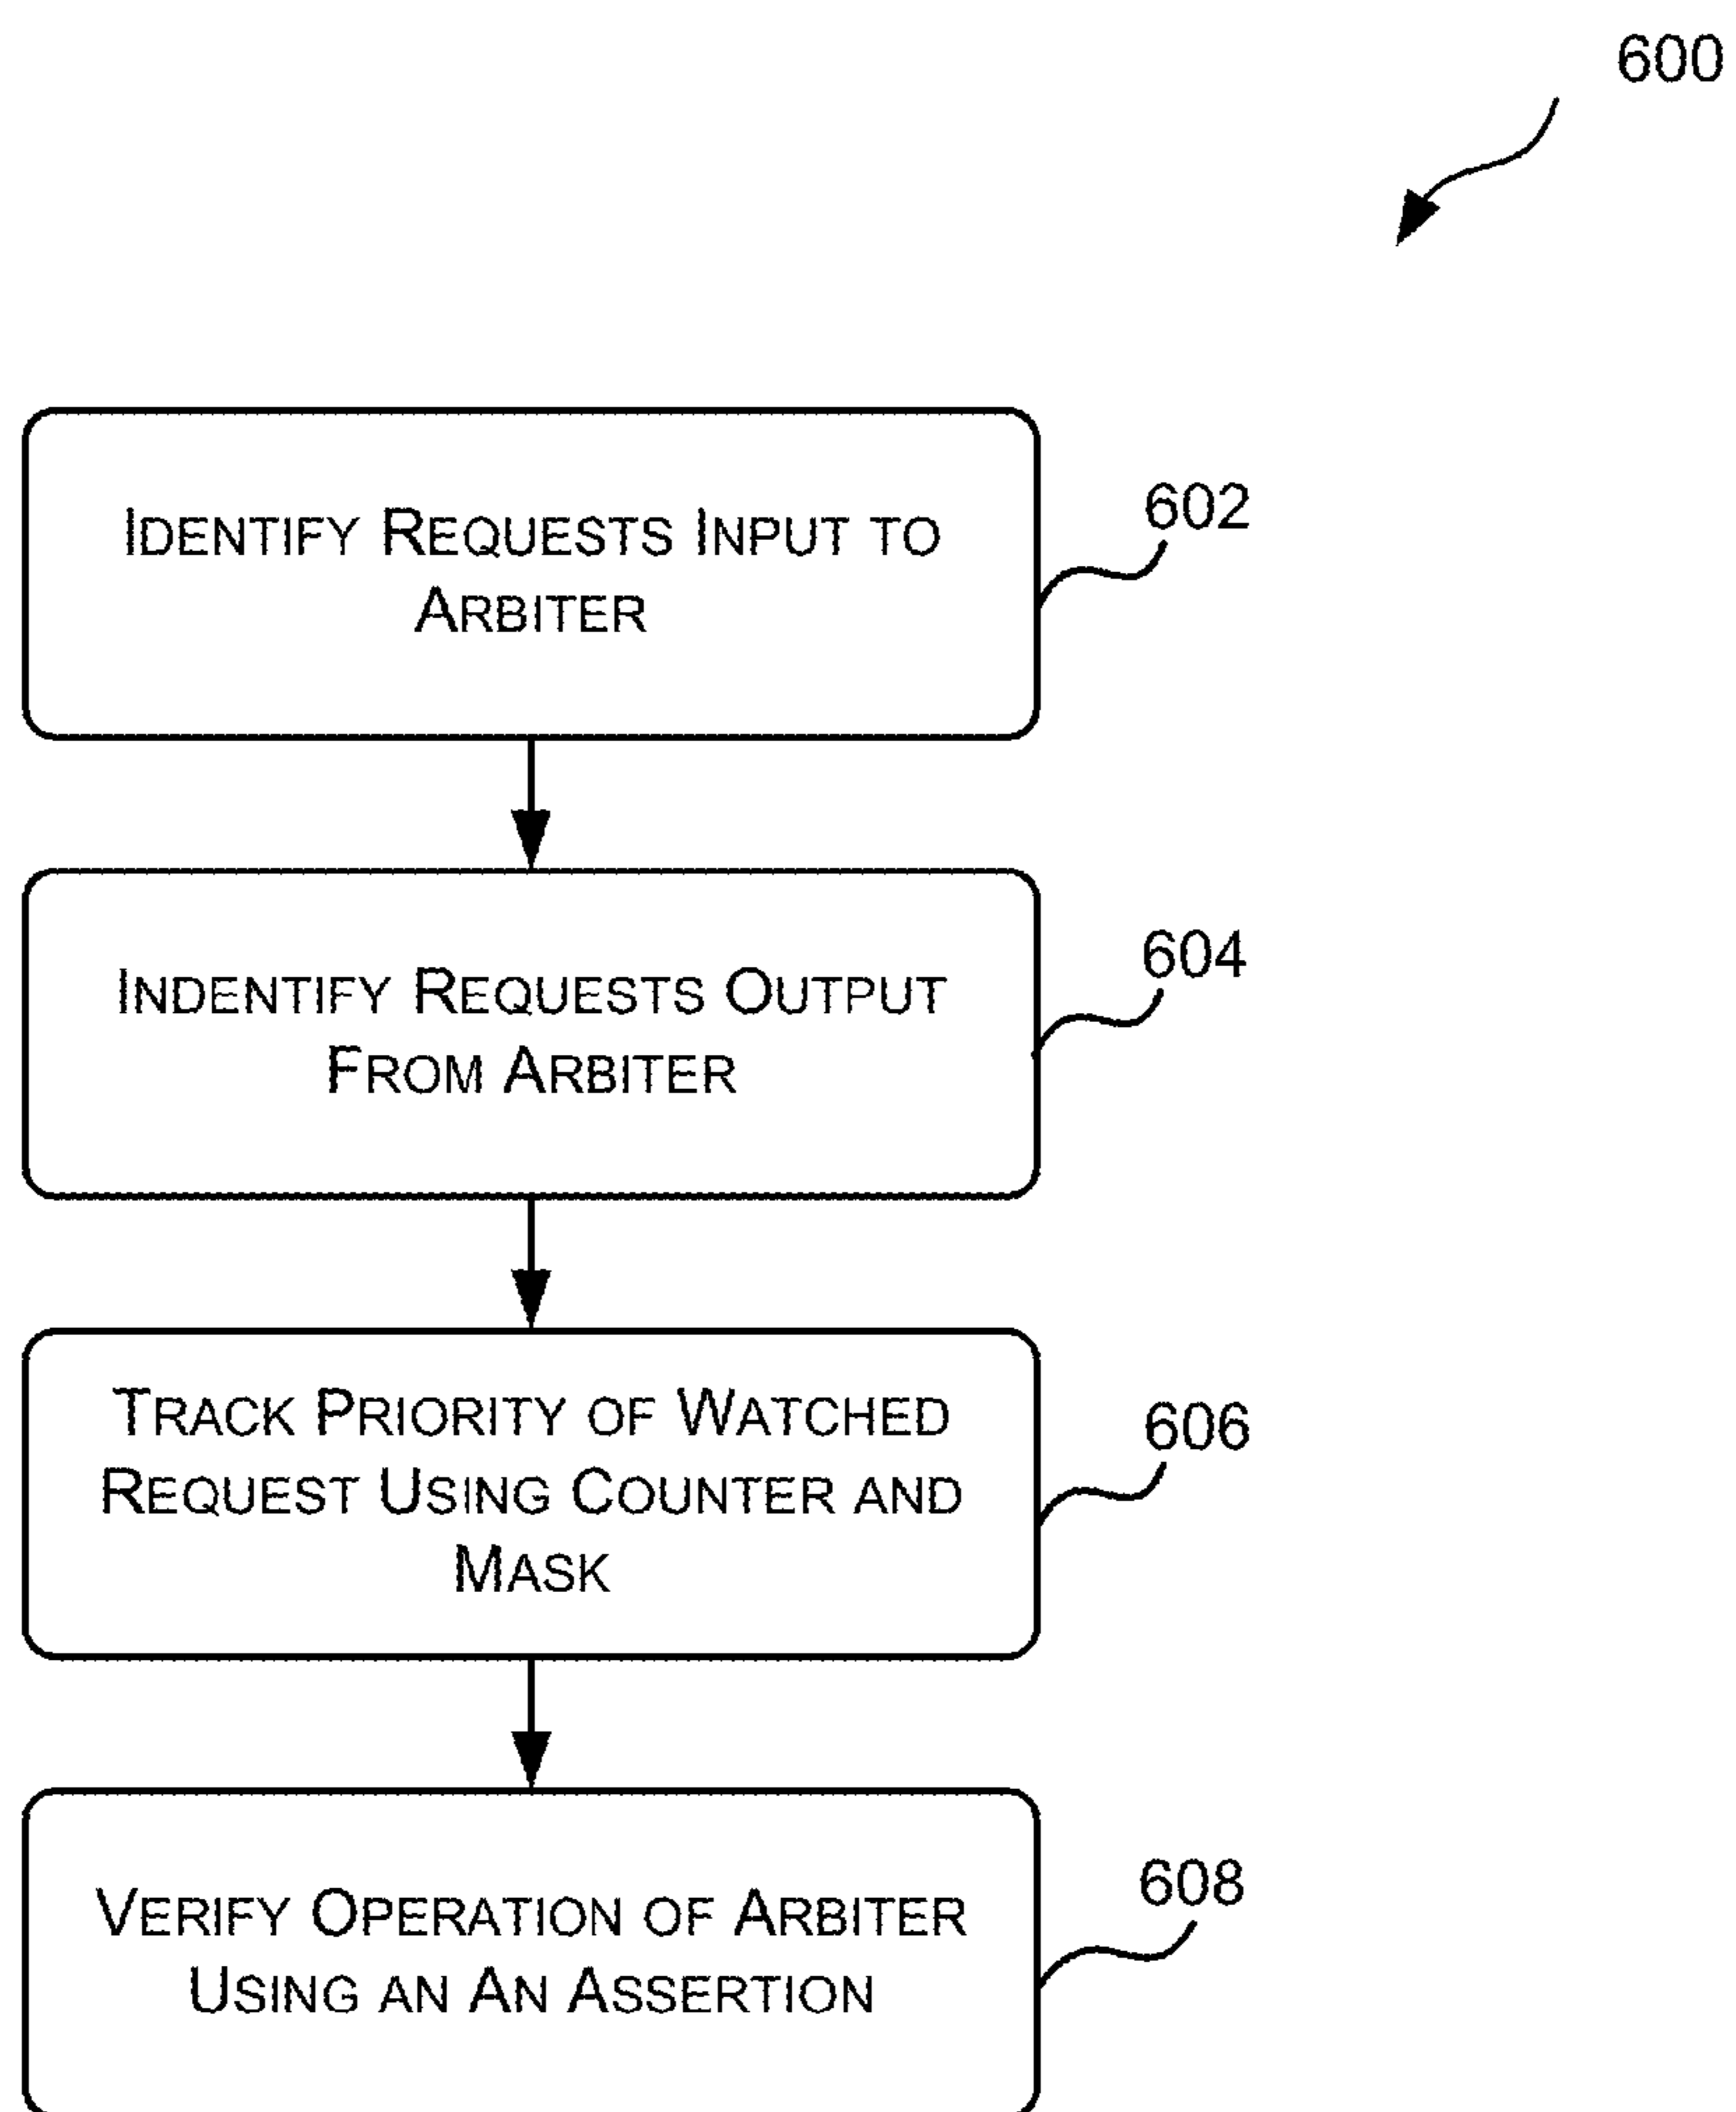 600
IDENTIFY REQUESTS INPUT TO
ARBITER
602
INDENTIFY REQUESTS OUTPUT
FROM ARBITER
604
TRACK PRIORITY OF WATCHED
REQUEST USING COUNTER AND
MASK
606
VERIFY OPERATION OF ARBITER
USING AN AN ASSERTION
608